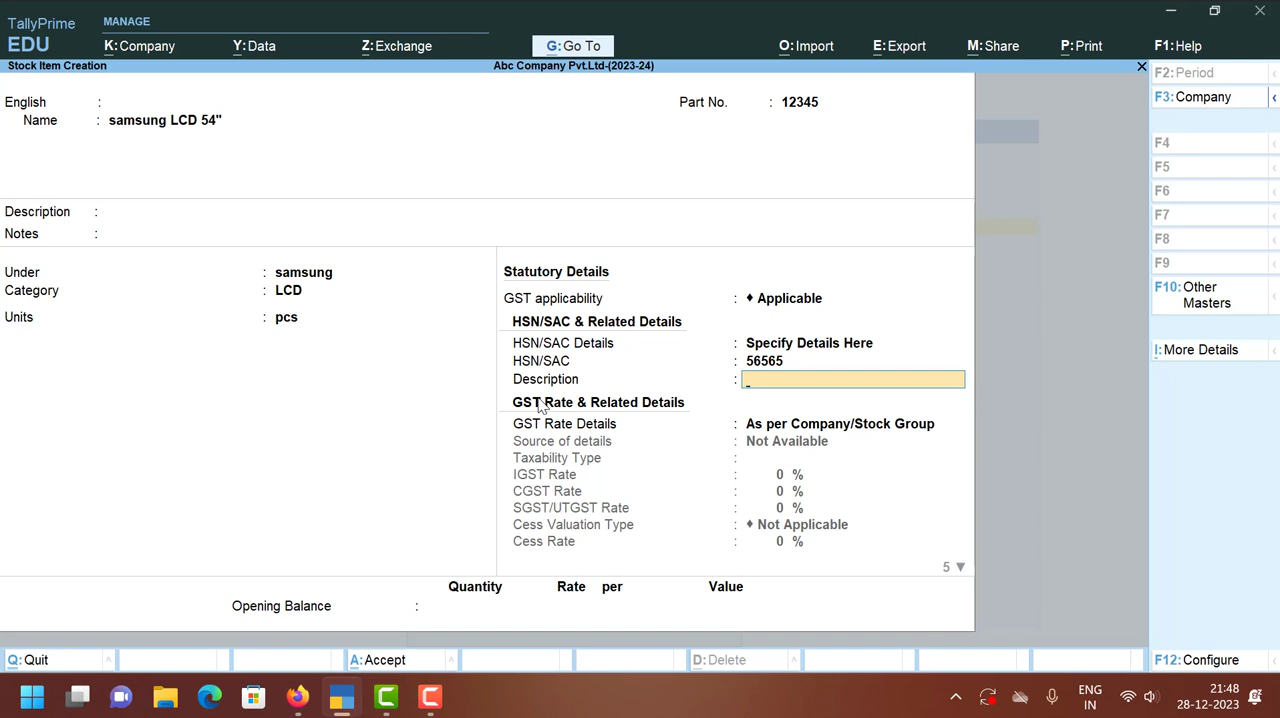 TallyPrime
EDU
MANAGE
K:Company Y:Data Z:Exchange G:Go To O:Import E:Export M:Share P:Print F1:Help
Stock Item Creation Abc Company Pvt.Ltd-(2023-24)
English :
Name : samsung LCD 54"
Part No. : 12345
Description :
Notes :
Under : samsung
Category : LCD
Units : pcs
Statutory Details
GST applicability : ♦ Applicable
HSN/SAC & Related Details
HSN/SAC Details : Specify Details Here
HSN/SAC : 56565
Description :
GST Rate & Related Details
GST Rate Details : As per Company/Stock Group
Source of details : Not Available
Taxability Type :
IGST Rate : 0 %
CGST Rate : 0 %
SGST/UTGST Rate : 0 %
Cess Valuation Type : ♦ Not Applicable
Cess Rate : 0 %
5 ▼
Quantity Rate per Value
Opening Balance :
F2:Period
F3:Company
F4
F5
F6
F7
F8
F9
F10:Other
Masters
I:More Details
Q:Quit A:Accept D:Delete F12:Configure
ENG
IN
21:48
28-12-2023